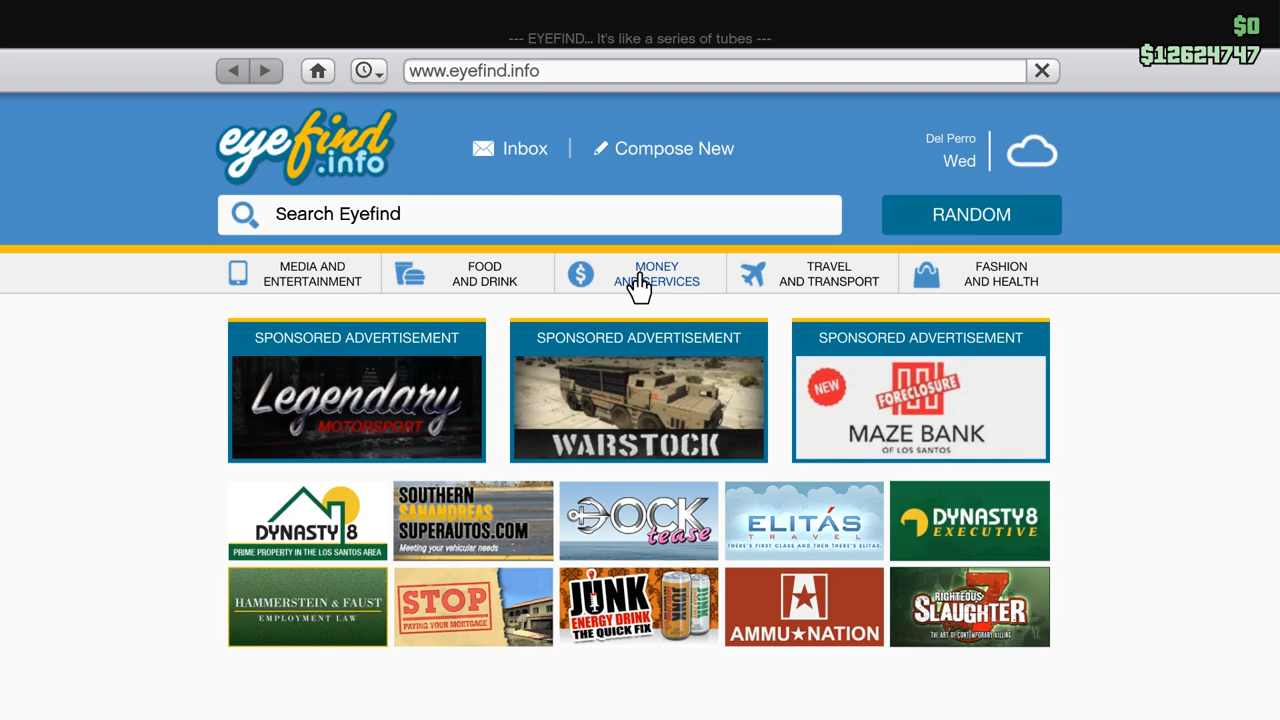 $0
--- EYEFIND... It's like a series of tubes ---
$12624747
www.eyefind.info
eyefind
.info
Inbox
Compose New
Del Perro
Wed
Search Eyefind
RANDOM
MEDIA AND
ENTERTAINMENT
FOOD
AND DRINK
MONEY
AND SERVICES
TRAVEL
AND TRANSPORT
FASHION
AND HEALTH
SPONSORED ADVERTISEMENT
Legendary
MOTORSPORT
SPONSORED ADVERTISEMENT
WARSTOCK
SPONSORED ADVERTISEMENT
NEW
FORECLOSURE
MAZE BANK
OF LOS SANTOS
DYNASTY 8
PRIME PROPERTY IN THE LOS SANTOS AREA
SOUTHERN
SANANDREAS
SUPERAUTOS.COM
Meeting your vehicular needs
DOCK
tease
ELITÁS
TRAVEL
THERE'S FIRST CLASS AND THEN THERE'S ELITAS.
DYNASTY 8
EXECUTIVE
HAMMERSTEIN & FAUST
EMPLOYMENT LAW
STOP
PAYING YOUR MORTGAGE
JUNK
ENERGY DRINK
THE QUICK FIX
JUNK
AMMU★NATION
RIGHTEOUS
SLAUGHTER
7
THE ART OF CONTEMPORARY KILLING